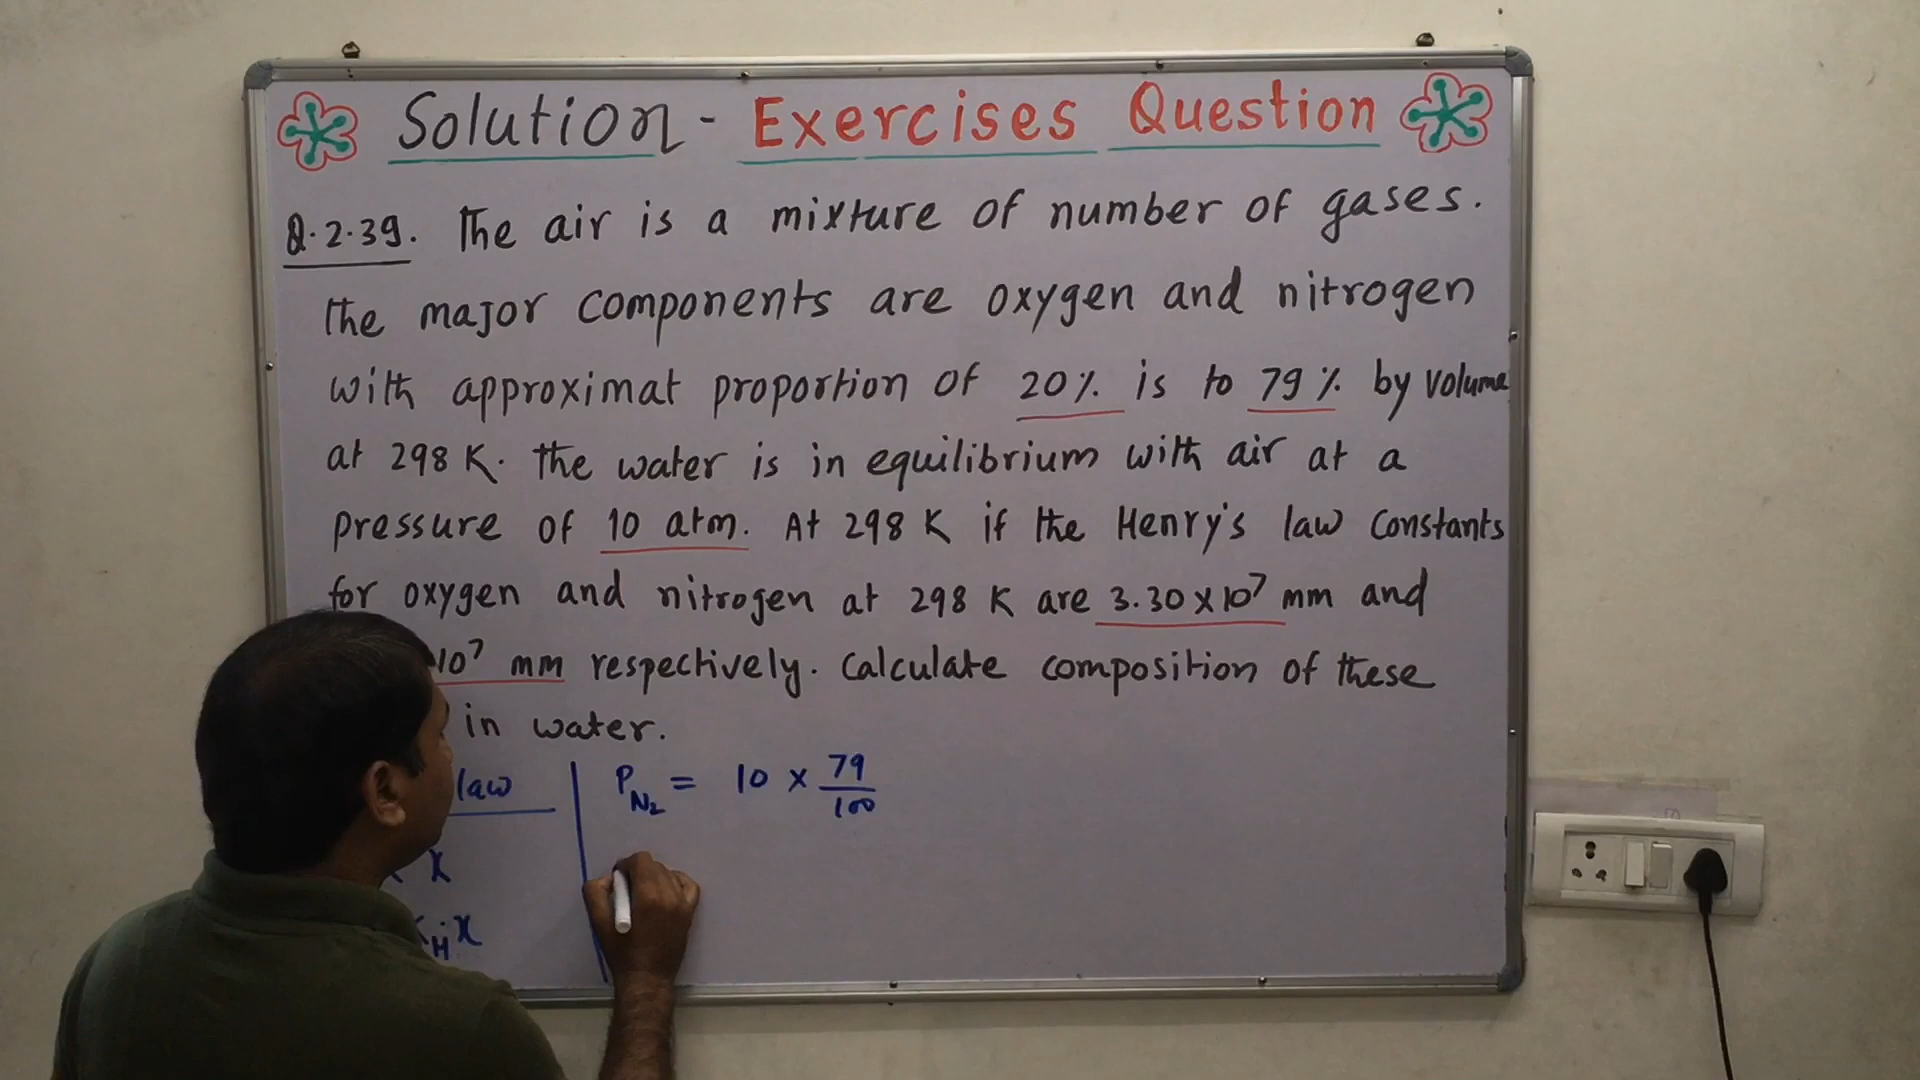 Solution - Exercises Question
Q.2.39. The air is a mixture of number of gases.
The major components are oxygen and nitrogen
with approximat proportion of 20% is to 79% by volume
at 298 K. The water is in equilibrium with air at a
pressure of 10 atm. At 298 K if the Henry's law constants
for oxygen and nitrogen at 298 K are 3.30 x 10⁷ mm and
10⁷ mm respectively. Calculate composition of these
in water.
law
P_N₂ = 10 x 79/100
x
H . x